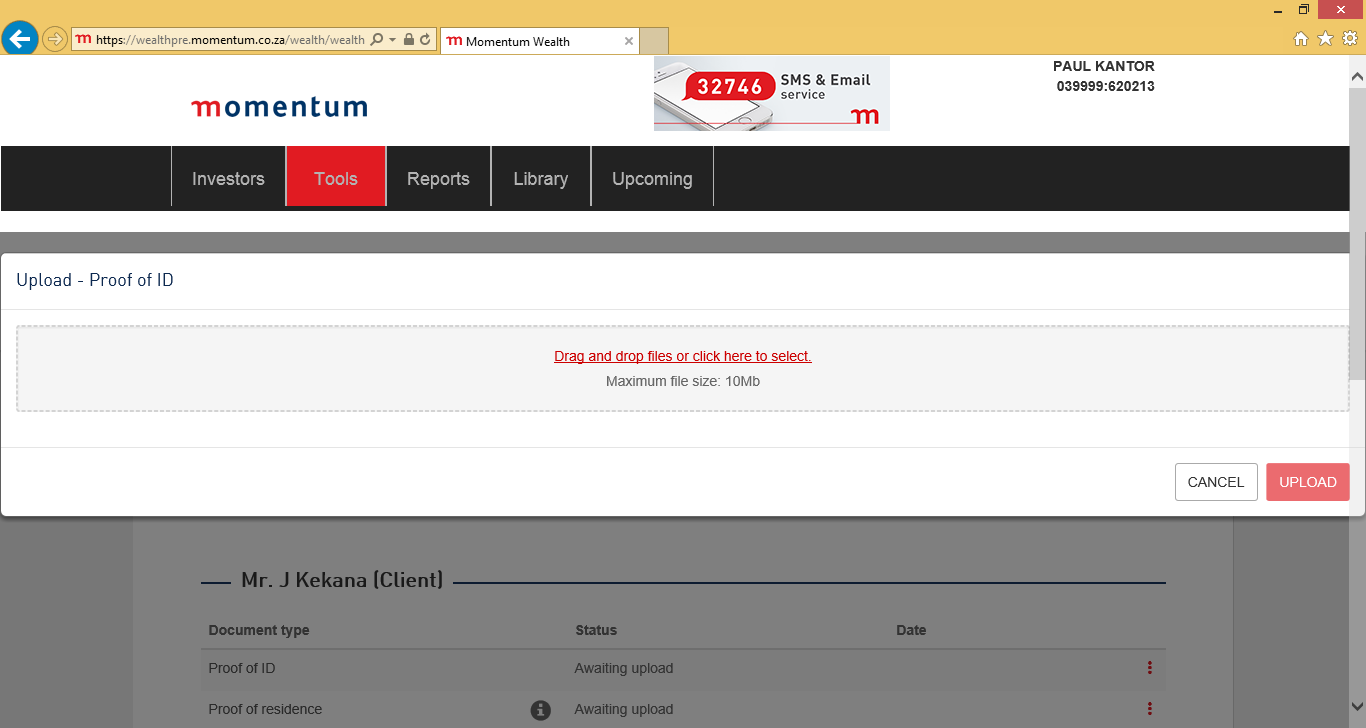 https://wealthpre.momentum.co.za/wealth/wealth
Momentum Wealth
momentum
32746 SMS & Email service
PAUL KANTOR
039999:620213
Investors Tools Reports Library Upcoming
Upload - Proof of ID
Drag and drop files or click here to select.
Maximum file size: 10Mb
CANCEL UPLOAD
Mr. J Kekana (Client)
Document type Status Date
Proof of ID Awaiting upload
Proof of residence Awaiting upload